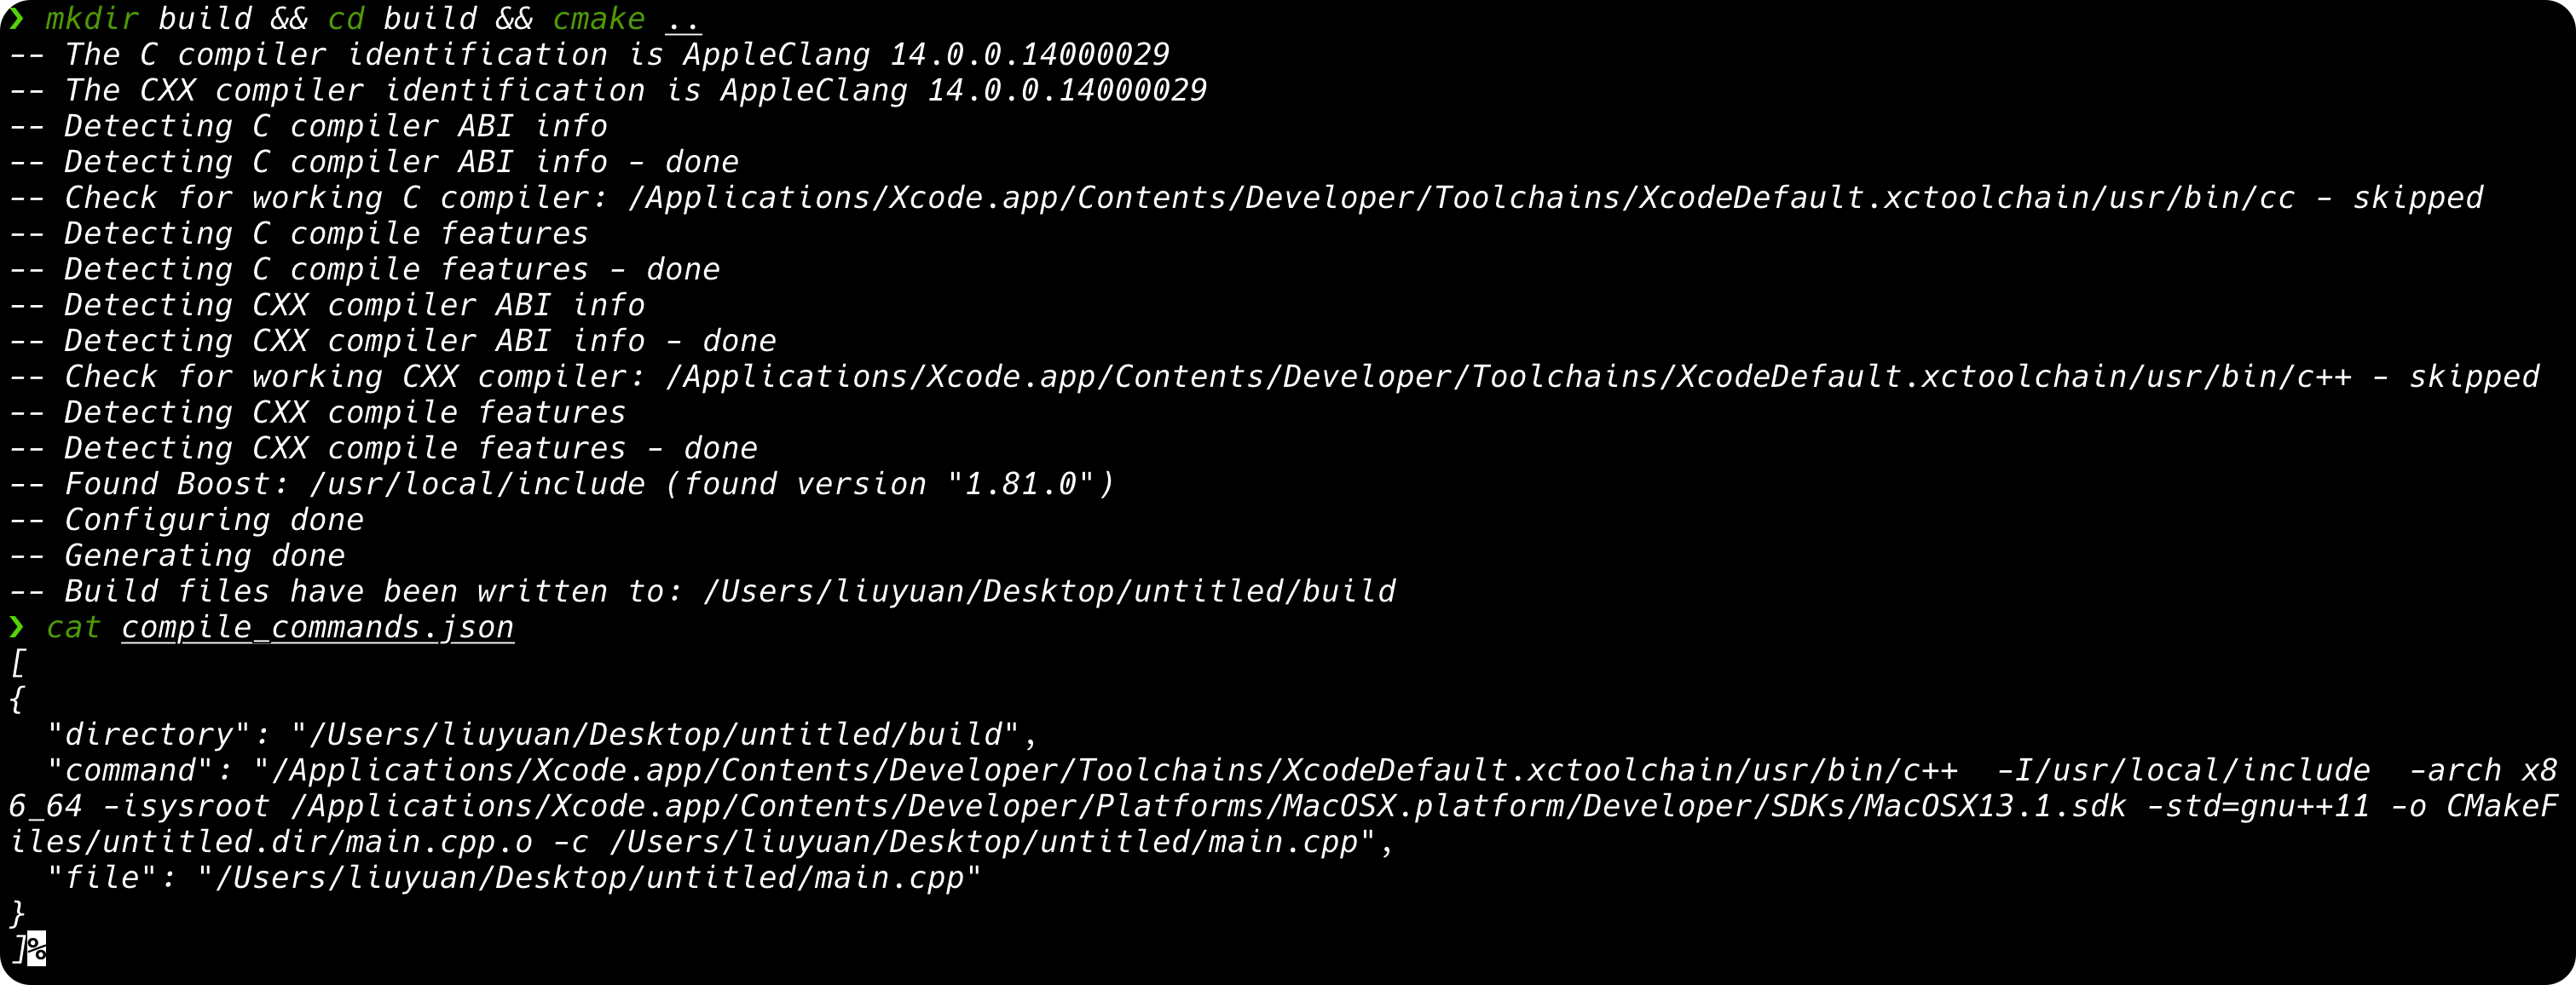 ❯ mkdir build && cd build && cmake ..
-- The C compiler identification is AppleClang 14.0.0.14000029
-- The CXX compiler identification is AppleClang 14.0.0.14000029
-- Detecting C compiler ABI info
-- Detecting C compiler ABI info - done
-- Check for working C compiler: /Applications/Xcode.app/Contents/Developer/Toolchains/XcodeDefault.xctoolchain/usr/bin/cc - skipped
-- Detecting C compile features
-- Detecting C compile features - done
-- Detecting CXX compiler ABI info
-- Detecting CXX compiler ABI info - done
-- Check for working CXX compiler: /Applications/Xcode.app/Contents/Developer/Toolchains/XcodeDefault.xctoolchain/usr/bin/c++ - skipped
-- Detecting CXX compile features
-- Detecting CXX compile features - done
-- Found Boost: /usr/local/include (found version "1.81.0")
-- Configuring done
-- Generating done
-- Build files have been written to: /Users/liuyuan/Desktop/untitled/build
❯ cat compile_commands.json
[
{
  "directory": "/Users/liuyuan/Desktop/untitled/build",
  "command": "/Applications/Xcode.app/Contents/Developer/Toolchains/XcodeDefault.xctoolchain/usr/bin/c++  -I/usr/local/include  -arch x8
6_64 -isysroot /Applications/Xcode.app/Contents/Developer/Platforms/MacOSX.platform/Developer/SDKs/MacOSX13.1.sdk -std=gnu++11 -o CMakeF
iles/untitled.dir/main.cpp.o -c /Users/liuyuan/Desktop/untitled/main.cpp",
  "file": "/Users/liuyuan/Desktop/untitled/main.cpp"
}
]%